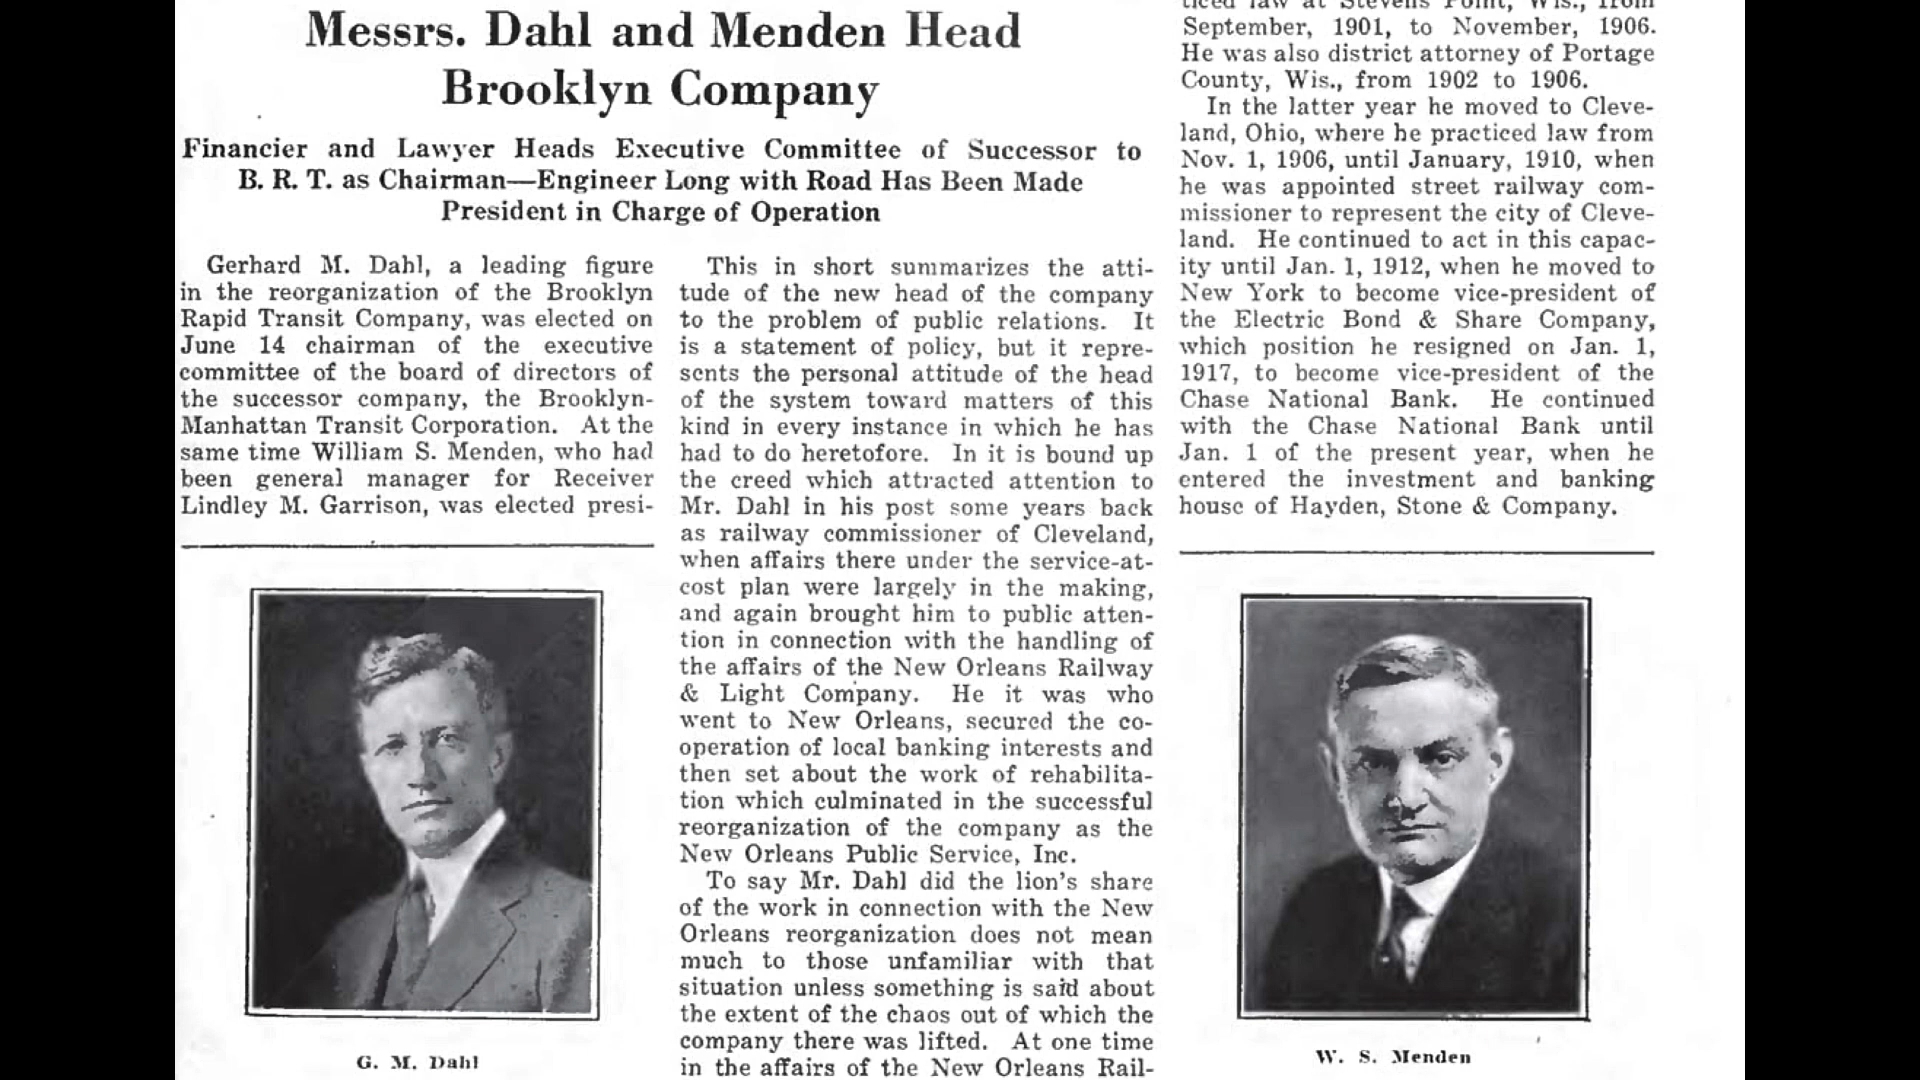 Messrs. Dahl and Menden Head
Brooklyn Company
Financier and Lawyer Heads Executive Committee of Successor to
B. R. T. as Chairman—Engineer Long with Road Has Been Made
President in Charge of Operation
Gerhard M. Dahl, a leading figure
in the reorganization of the Brooklyn
Rapid Transit Company, was elected on
June 14 chairman of the executive
committee of the board of directors of
the successor company, the Brooklyn-
Manhattan Transit Corporation. At the
same time William S. Menden, who had
been general manager for Receiver
Lindley M. Garrison, was elected presi-
G. M. Dahl
This in short summarizes the atti-
tude of the new head of the company
to the problem of public relations. It
is a statement of policy, but it repre-
sents the personal attitude of the head
of the system toward matters of this
kind in every instance in which he has
had to do heretofore. In it is bound up
the creed which attracted attention to
Mr. Dahl in his post some years back
as railway commissioner of Cleveland,
when affairs there under the service-at-
cost plan were largely in the making,
and again brought him to public atten-
tion in connection with the handling of
the affairs of the New Orleans Railway
& Light Company. He it was who
went to New Orleans, secured the co-
operation of local banking interests and
then set about the work of rehabilita-
tion which culminated in the successful
reorganization of the company as the
New Orleans Public Service, Inc.
To say Mr. Dahl did the lion's share
of the work in connection with the New
Orleans reorganization does not mean
much to those unfamiliar with that
situation unless something is said about
the extent of the chaos out of which the
company there was lifted. At one time
in the affairs of the New Orleans Rail-
ticed law at Stevens Point, Wis., from
September, 1901, to November, 1906.
He was also district attorney of Portage
County, Wis., from 1902 to 1906.
In the latter year he moved to Cleve-
land, Ohio, where he practiced law from
Nov. 1, 1906, until January, 1910, when
he was appointed street railway com-
missioner to represent the city of Cleve-
land. He continued to act in this capac-
ity until Jan. 1, 1912, when he moved to
New York to become vice-president of
the Electric Bond & Share Company,
which position he resigned on Jan. 1,
1917, to become vice-president of the
Chase National Bank. He continued
with the Chase National Bank until
Jan. 1 of the present year, when he
entered the investment and banking
house of Hayden, Stone & Company.
W. S. Menden